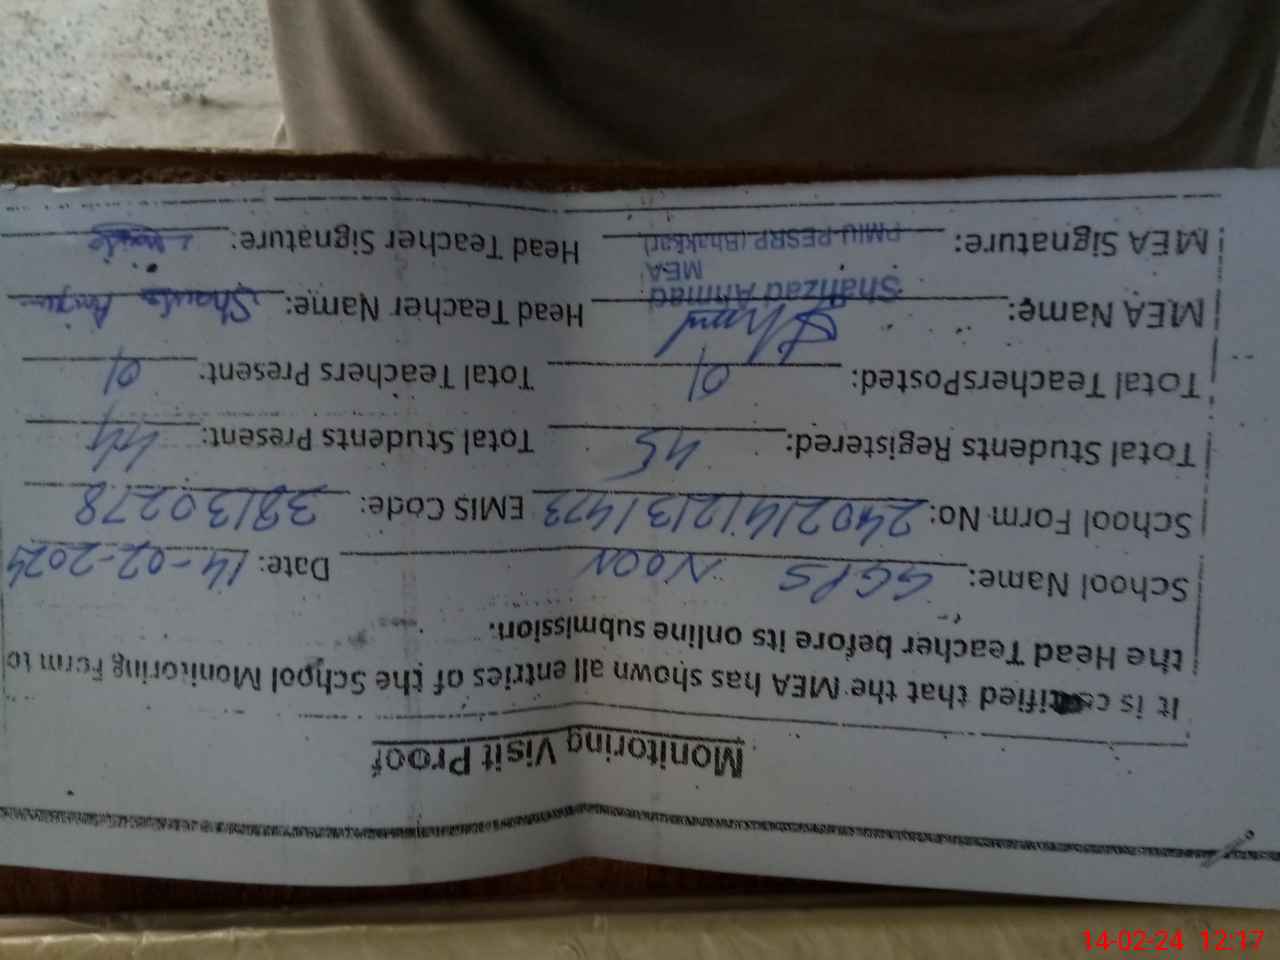 Monitoring Visit Proof
It is certified that the MEA has shown all entries of the School Monitoring Form to
the Head Teacher before its online submission.
School Name: GGPS NOON Date: 14-02-2024
School Form No: 24021412131473 EMIS Code: 38130278
Total Students Registered: 45 Total Students Present: 44
Total TeachersPosted: 01 Total Teachers Present: 01
MEA Name: Shahzad Ahmad Head Teacher Name:
MEA
MEA Signature: PMIU PESRP (Bhakkar) Head Teacher Signature:
14-02-24 12:17